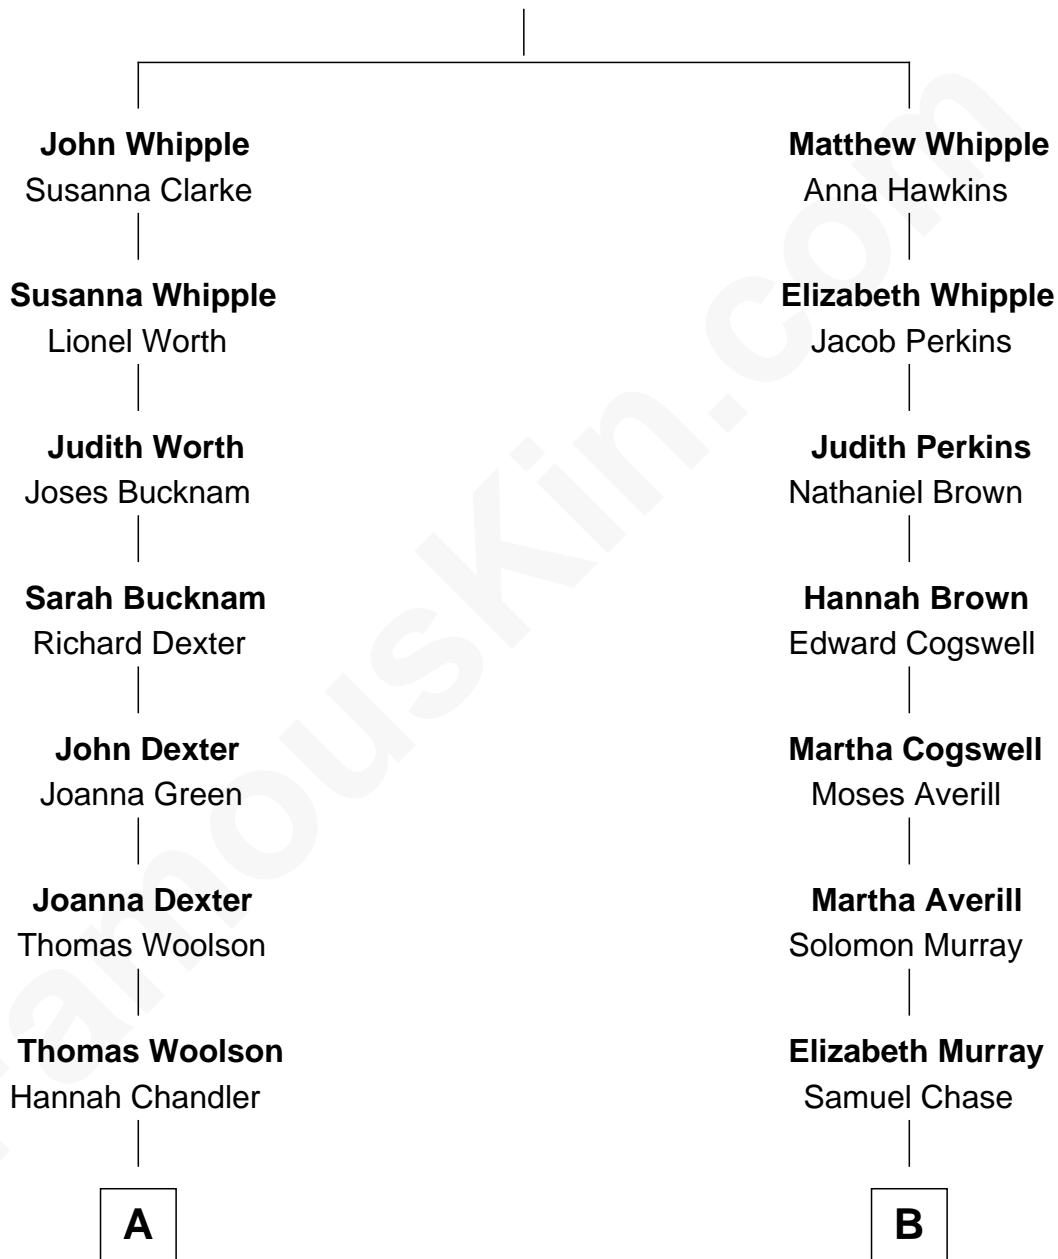 John Whipple
Susanna Clarke
Susanna Whipple
Lionel Worth
Judith Worth
Joses Bucknam
Sarah Bucknam
Richard Dexter
John Dexter
Joanna Green
Joanna Dexter
Thomas Woolson
Thomas Woolson
Hannah Chandler
A
Matthew Whipple
Anna Hawkins
Elizabeth Whipple
Jacob Perkins
Judith Perkins
Nathaniel Brown
Hannah Brown
Edward Cogswell
Martha Cogswell
Moses Averill
Martha Averill
Solomon Murray
Elizabeth Murray
Samuel Chase
B
FamousKin.com